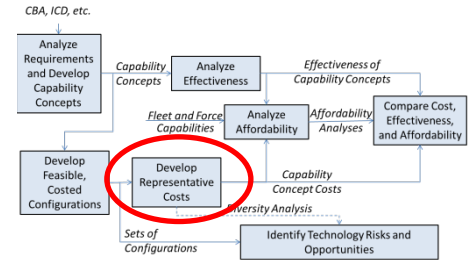 CBA, ICD, etc.
Analyze
Requirements
and Develop
Capability
Concepts
Capability
Concepts
Analyze
Effectiveness
Effectiveness of
Capability Concepts
Fleet and Force
Capabilities
Analyze
Affordability
Affordability
Analyses
Compare Cost,
Effectiveness,
and Affordability
Develop
Feasible,
Costed
Configurations
Develop
Representative
Costs
Capability
Concept Costs
Diversity Analysis
Sets of
Configurations
Identify Technology Risks and
Opportunities